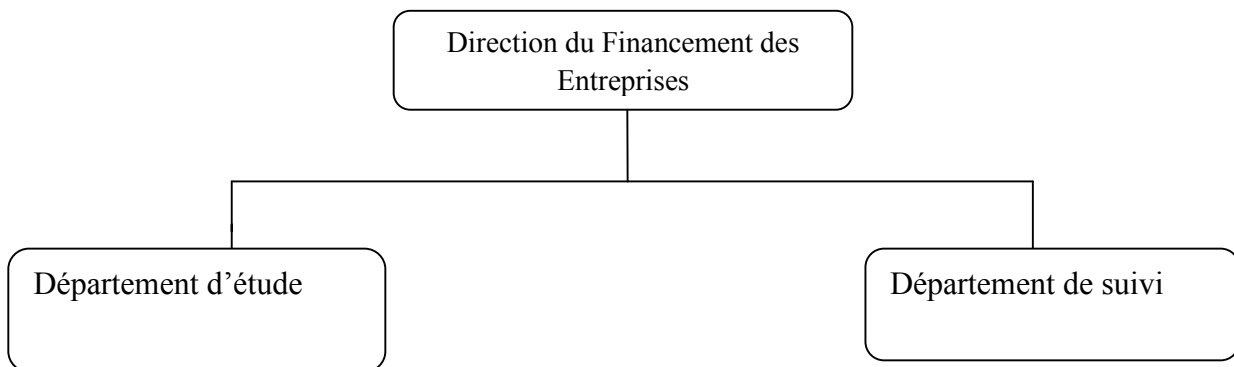 Direction du Financement des
Entreprises
Département d’étude
Département de suivi